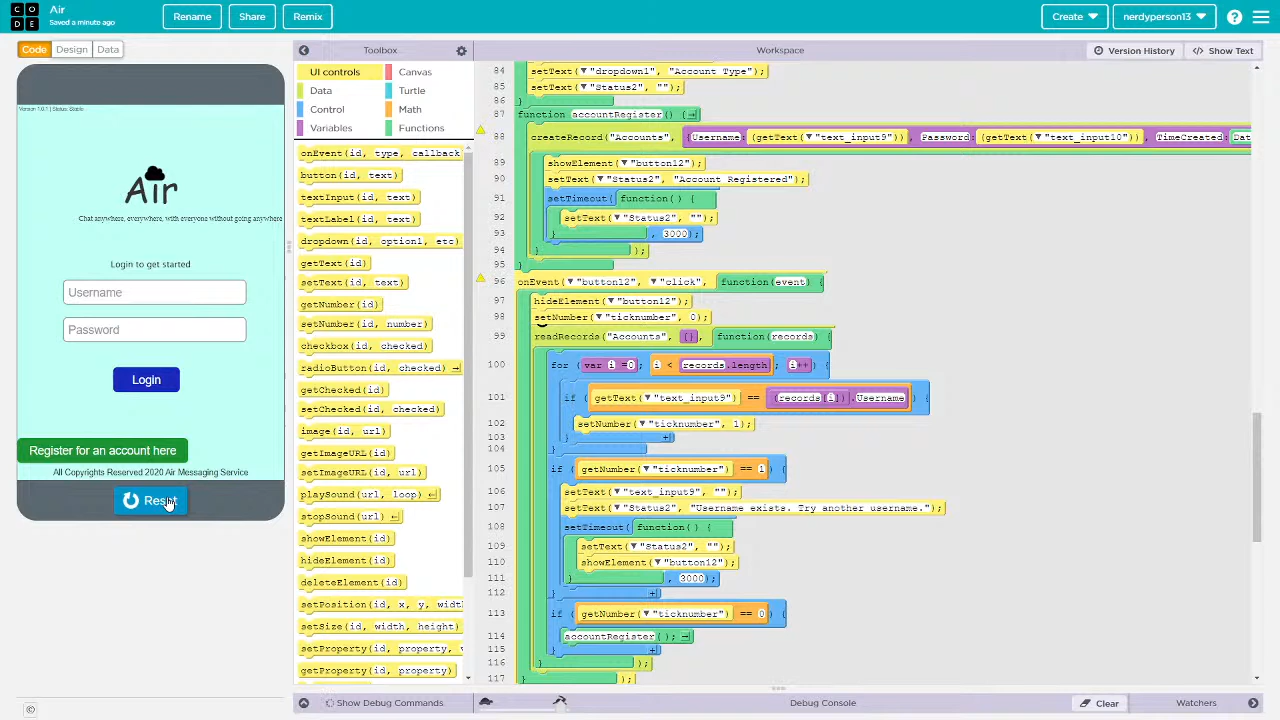 CODE
Air
Saved a minute ago
Rename
Share
Remix
Create
nerdyperson13
?
Code
Design
Data
Toolbox
Workspace
Version History
Show Text
Version 1.0.1 | Status: Stable
Air
Chat anywhere, everywhere, with everyone without going anywhere
Login to get started
Username
Password
Login
Register for an account here
All Copyrights Reserved 2020 Air Messaging Service
Reset
UI controls
Canvas
Data
Turtle
Control
Math
Variables
Functions
onEvent(id, type, callback
button(id, text)
textInput(id, text)
textLabel(id, text)
dropdown(id, option1, etc)
getText(id)
setText(id, text)
getNumber(id)
setNumber(id, number)
checkbox(id, checked)
radioButton(id, checked)
getChecked(id)
setChecked(id, checked)
image(id, url)
getImageURL(id)
setImageURL(id, url)
playSound(url, loop)
stopSound(url)
showElement(id)
hideElement(id)
deleteElement(id)
setPosition(id, x, y, width
setSize(id, width, height)
setProperty(id, property,
getProperty(id, property)
84 setText(▼"dropdown1", "Account Type");
85 setText(▼"Status2", "");
86 }
87 function accountRegister() {
88 createRecord("Accounts", {Username:(getText(▼"text_input9")), Password:(getText(▼"text_input10")), TimeCreated:Dat
89 showElement(▼"button12");
90 setText(▼"Status2", "Account Registered");
91 setTimeout(function() {
92 setText(▼"Status2", "");
93 }, 3000);
94 });
95 }
96 onEvent(▼"button12", ▼"click", function(event) {
97 hideElement(▼"button12");
98 setNumber(▼"ticknumber", 0);
99 readRecords("Accounts", {}, function(records) {
100 for (var i =0; i < records.length; i++) {
101 if (getText(▼"text_input9") == (records[i]).Username) {
102 setNumber(▼"ticknumber", 1);
103 }
104 }
105 if (getNumber(▼"ticknumber") == 1) {
106 setText(▼"text_input9", "");
107 setText(▼"Status2", "Username exists. Try another username.");
108 setTimeout(function() {
109 setText(▼"Status2", "");
110 showElement(▼"button12");
111 }, 3000);
112 }
113 if (getNumber(▼"ticknumber") == 0) {
114 accountRegister();
115 }
116 });
117 });
Show Debug Commands
Debug Console
Clear
Watchers